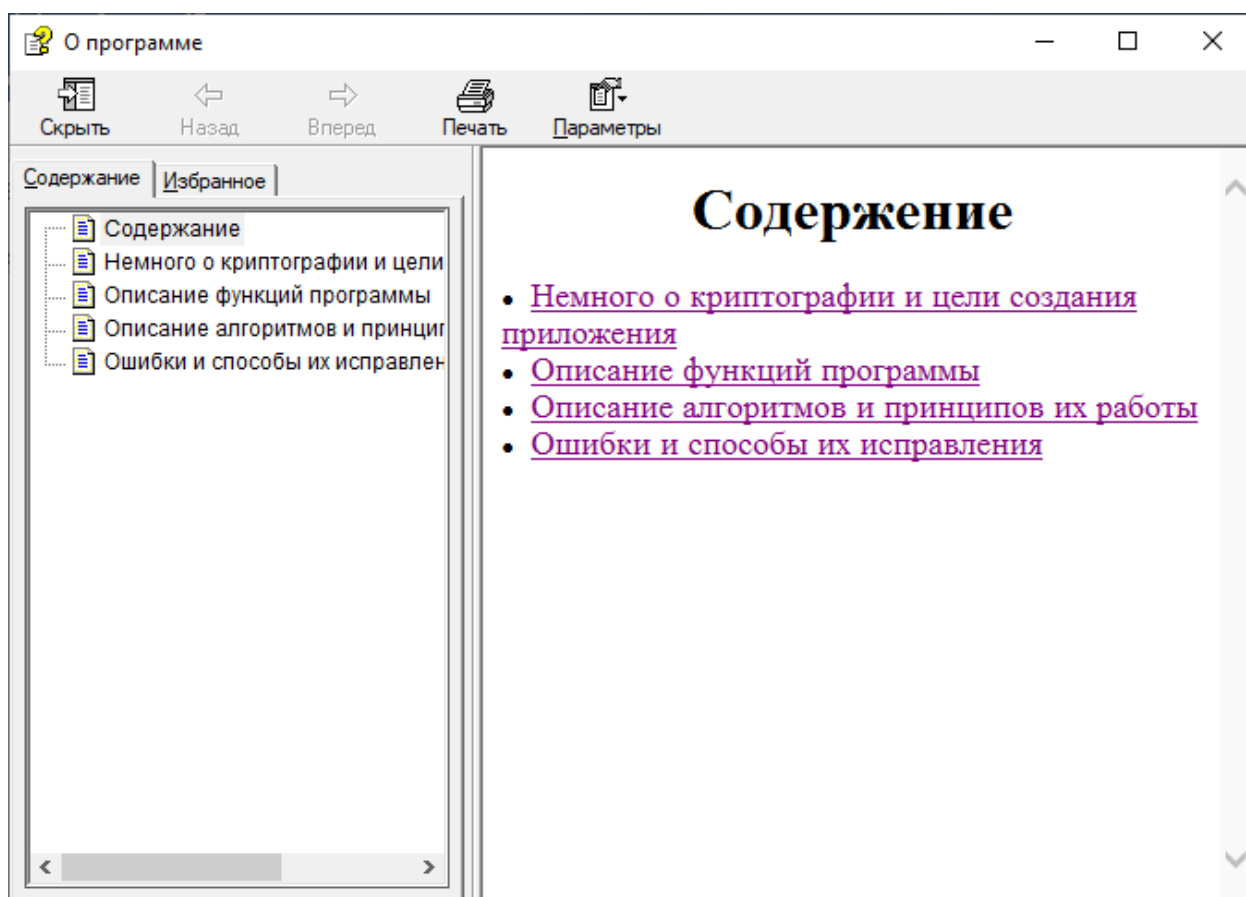 О программе
Скрыть Назад Вперед Печать Параметры
Содержание Избранное
Содержание
Немного о криптографии и цели
Описание функций программы
Описание алгоритмов и принцип
Ошибки и способы их исправлен
Содержение
• Немного о криптографии и цели создания
приложения
• Описание функций программы
• Описание алгоритмов и принципов их работы
• Ошибки и способы их исправления